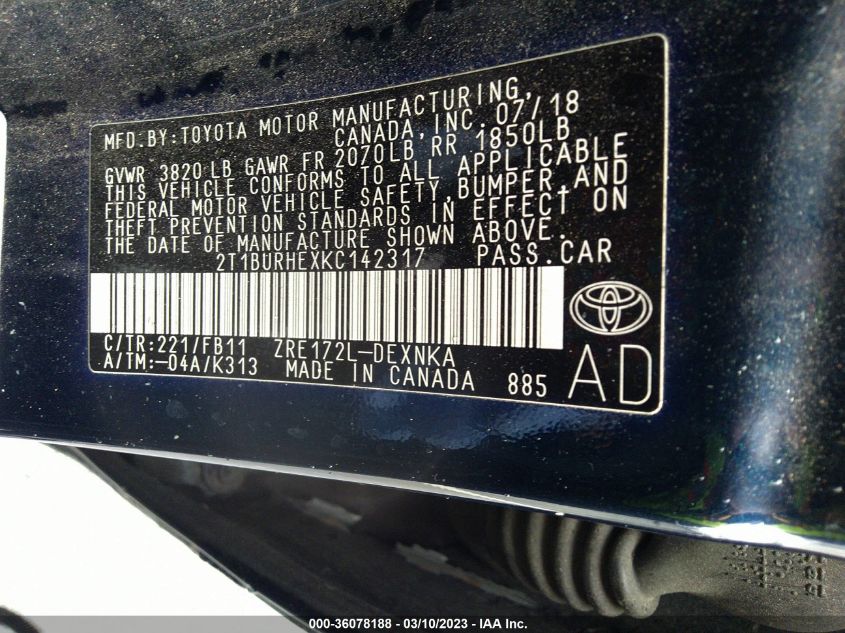 MFD.BY:TOYOTA MOTOR MANUFACTURING,
CANADA, INC. 07/18
GVWR 3820 LB GAWR FR 2070LB RR 1850LB
THIS VEHICLE CONFORMS TO ALL APPLICABLE
FEDERAL MOTOR VEHICLE SAFETY,BUMPER,AND
THEFT PREVENTION STANDARDS IN EFFECT ON
THE DATE OF MANUFACTURE SHOWN ABOVE.
2T1BURHEXKC142317 PASS.CAR
C/TR:221/FB11 ZRE172L-DEXNKA
A/TM:-04A/K313 MADE IN CANADA 885 AD
000-36078188 - 03/10/2023 - IAA Inc.